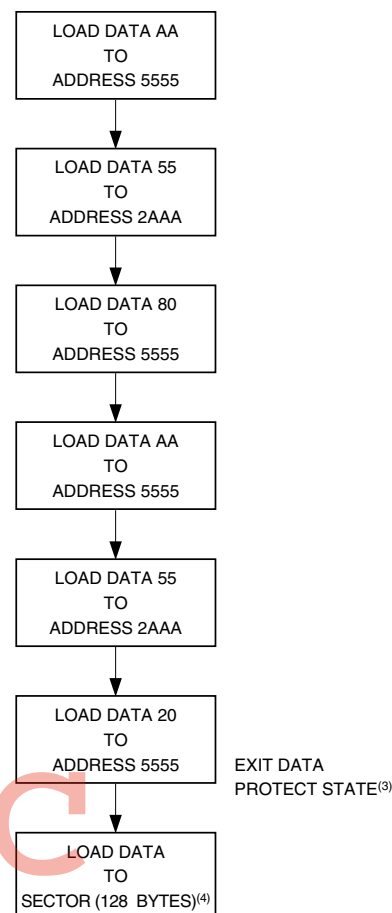 LOAD DATA AA
TO
ADDRESS 5555
LOAD DATA 55
TO
ADDRESS 2AAA
LOAD DATA 80
TO
ADDRESS 5555
LOAD DATA AA
TO
ADDRESS 5555
LOAD DATA 55
TO
ADDRESS 2AAA
LOAD DATA 20
TO
ADDRESS 5555
EXIT DATA
PROTECT STATE(3)
LOAD DATA
TO
SECTOR (128 BYTES)(4)
C